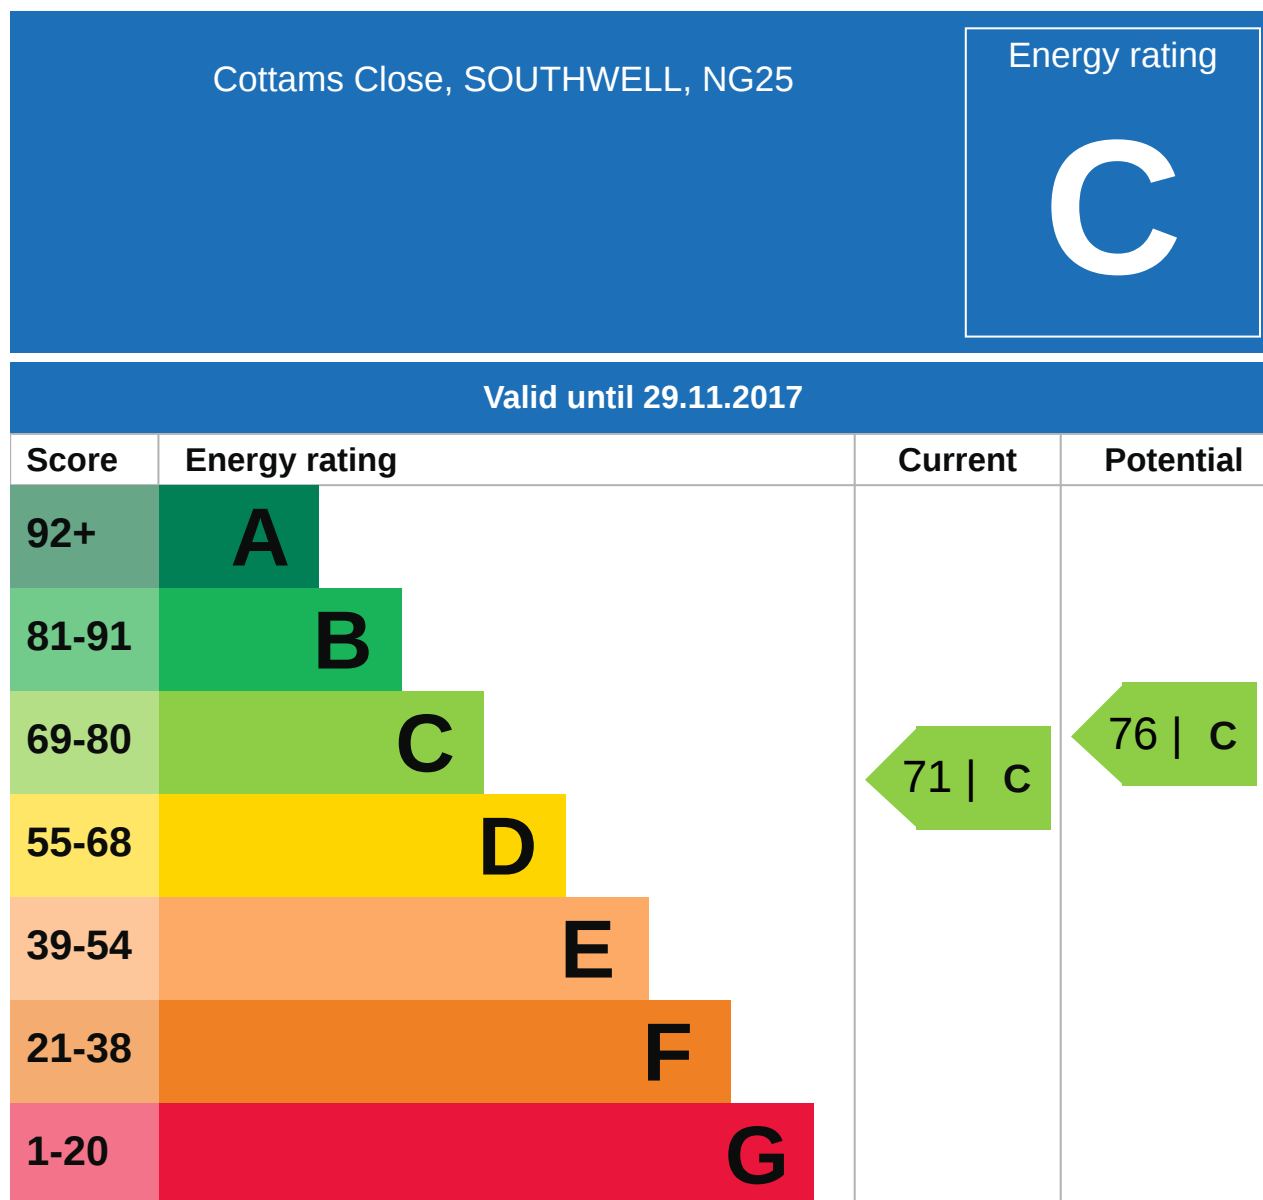 Cottams Close, SOUTHWELL, NG25
Energy rating
C
Valid until 29.11.2017
Score Energy rating Current Potential
92+ A
81-91 B
69-80 C
71 | C
76 | C
55-68 D
39-54 E
21-38 F
1-20 G